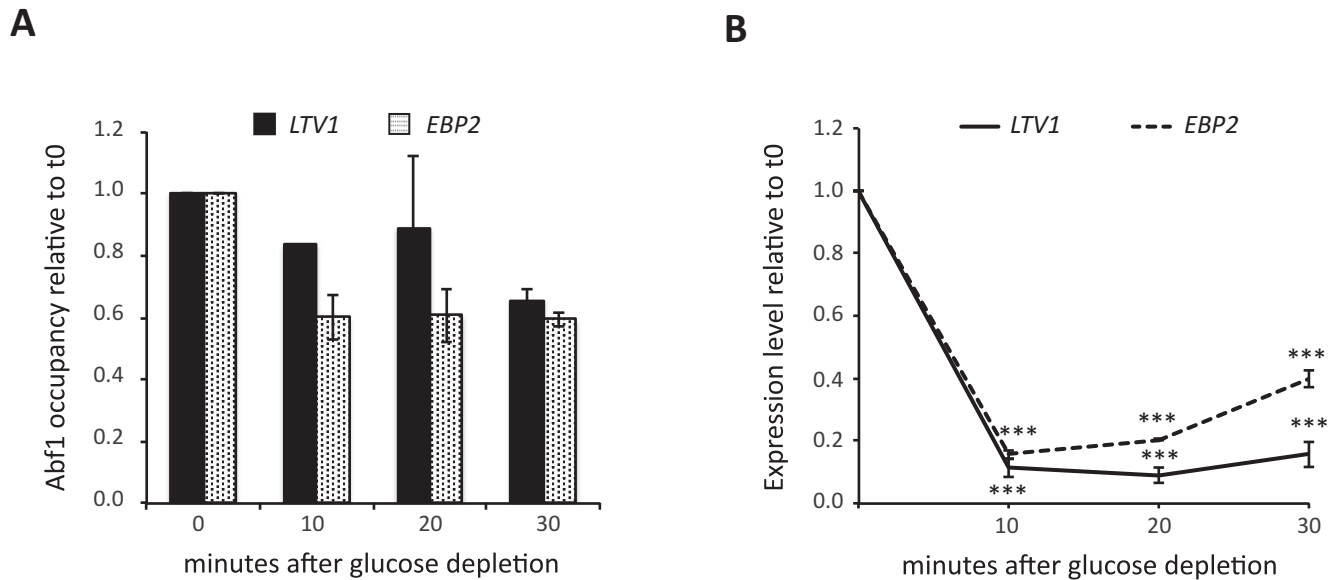 A
LTV1 EBP2
Abf1 occupancy relative to t0
1.2
1.0
0.8
0.6
0.4
0.2
0.0
0 10 20 30
minutes after glucose depletion
B
LTV1 EBP2
Expression level relative to t0
1.2
1.0
0.8
0.6
0.4
0.2
0.0
***
***
***
***
***
***
10 20 30
minutes after glucose depletion